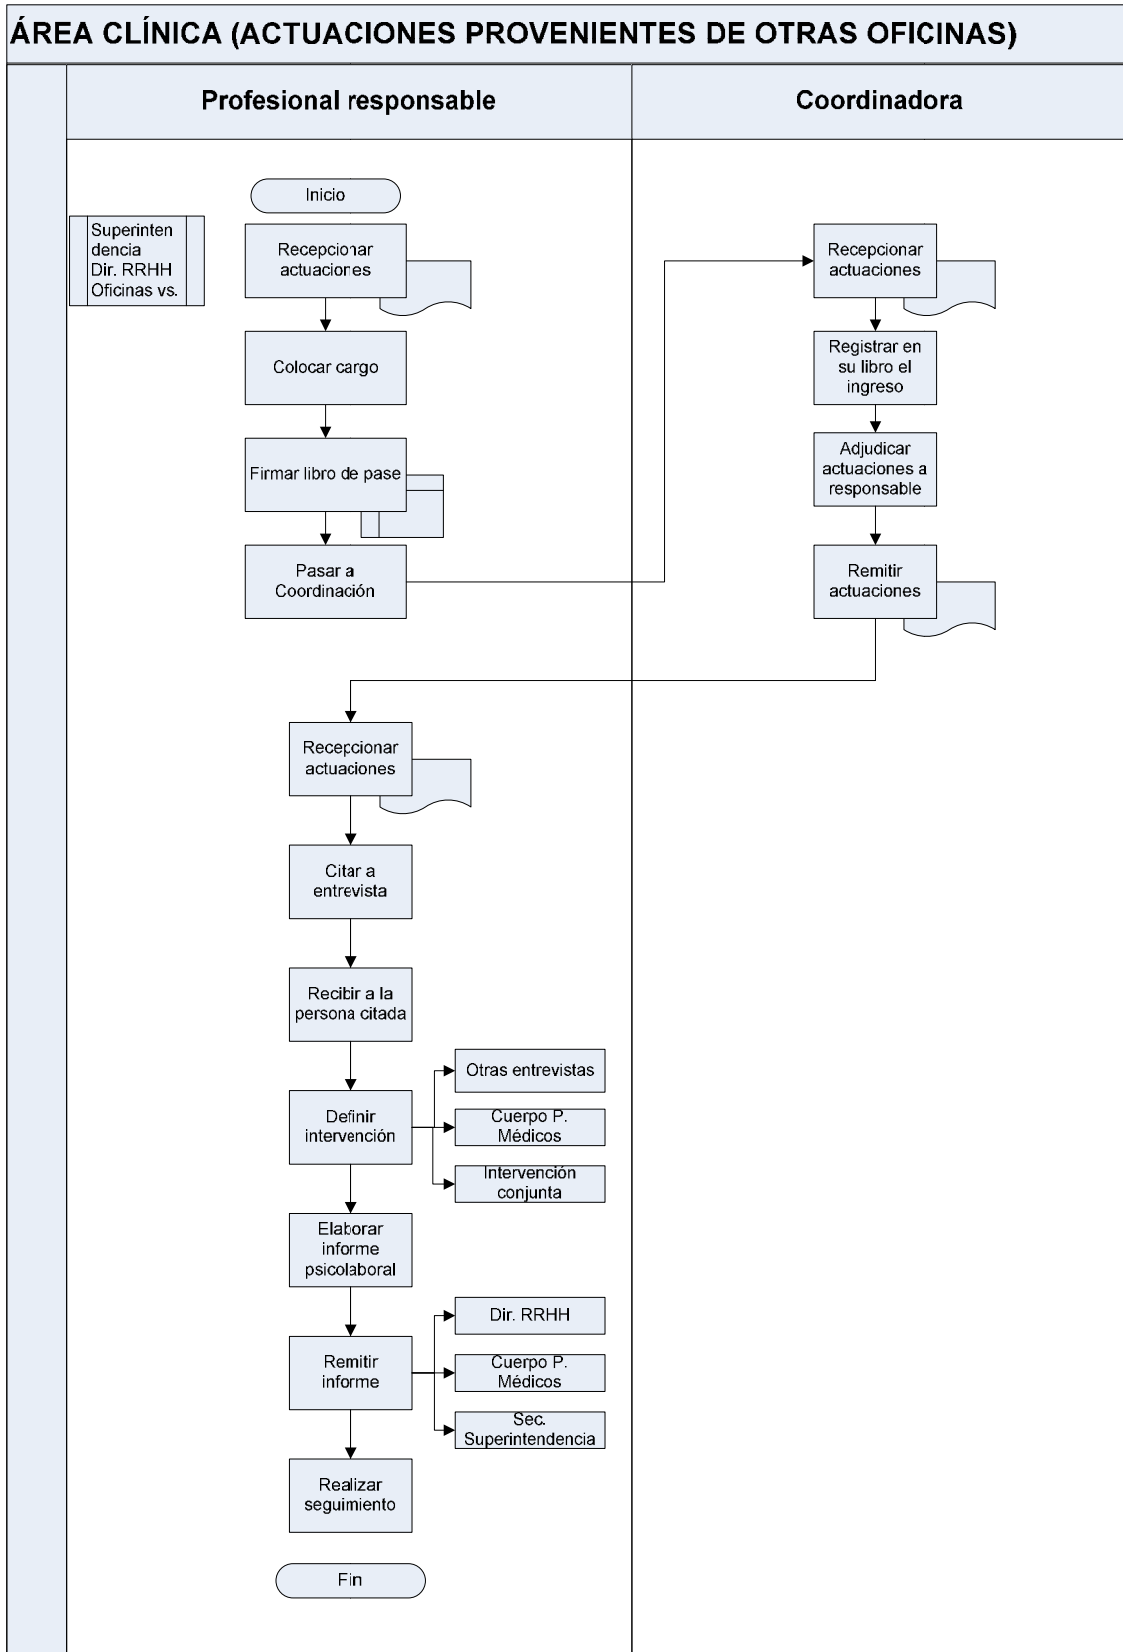 ÁREA CLÍNICA (ACTUACIONES PROVENIENTES DE OTRAS OFICINAS)
Profesional responsable
Coordinadora
Inicio
Superinten
dencia
Dir. RRHH
Oficinas vs.
Recepcionar
actuaciones
Colocar cargo
Firmar libro de pase
Pasar a
Coordinación
Recepcionar
actuaciones
Registrar en
su libro el
ingreso
Adjudicar
actuaciones a
responsable
Remitir
actuaciones
Recepcionar
actuaciones
Citar a
entrevista
Recibir a la
persona citada
Definir
intervención
Otras entrevistas
Cuerpo P.
Médicos
Intervención
conjunta
Elaborar
informe
psicolaboral
Remitir
informe
Dir. RRHH
Cuerpo P.
Médicos
Sec.
Superintendencia
Realizar
seguimiento
Fin